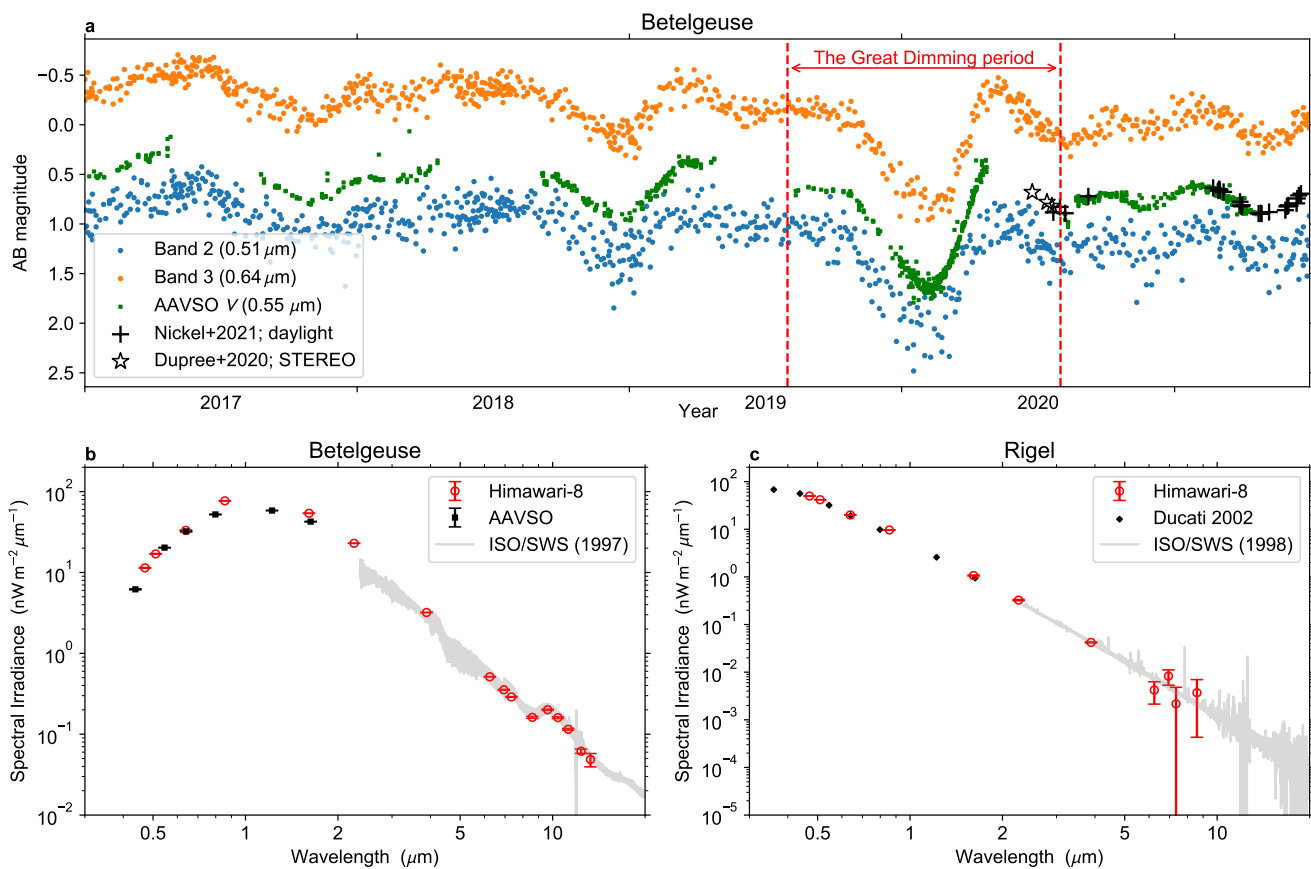 a
Betelgeuse
The Great Dimming period
−0.5
0.0
0.5
1.0
1.5
2.0
2.5
AB magnitude
Band 2 (0.51 μm)
Band 3 (0.64 μm)
AAVSO V (0.55 μm)
Nickel+2021; daylight
Dupree+2020; STEREO
2017
2018
2019
2020
Year
b
Betelgeuse
Himawari-8
AAVSO
ISO/SWS (1997)
10²
10¹
10⁰
10⁻¹
10⁻²
Spectral Irradiance (nW m⁻² μm⁻¹)
0.5
1
2
5
10
Wavelength (μm)
c
Rigel
Himawari-8
Ducati 2002
ISO/SWS (1998)
10²
10¹
10⁰
10⁻¹
10⁻²
10⁻³
10⁻⁴
10⁻⁵
Spectral Irradiance (nW m⁻² μm⁻¹)
0.5
1
2
5
10
Wavelength (μm)